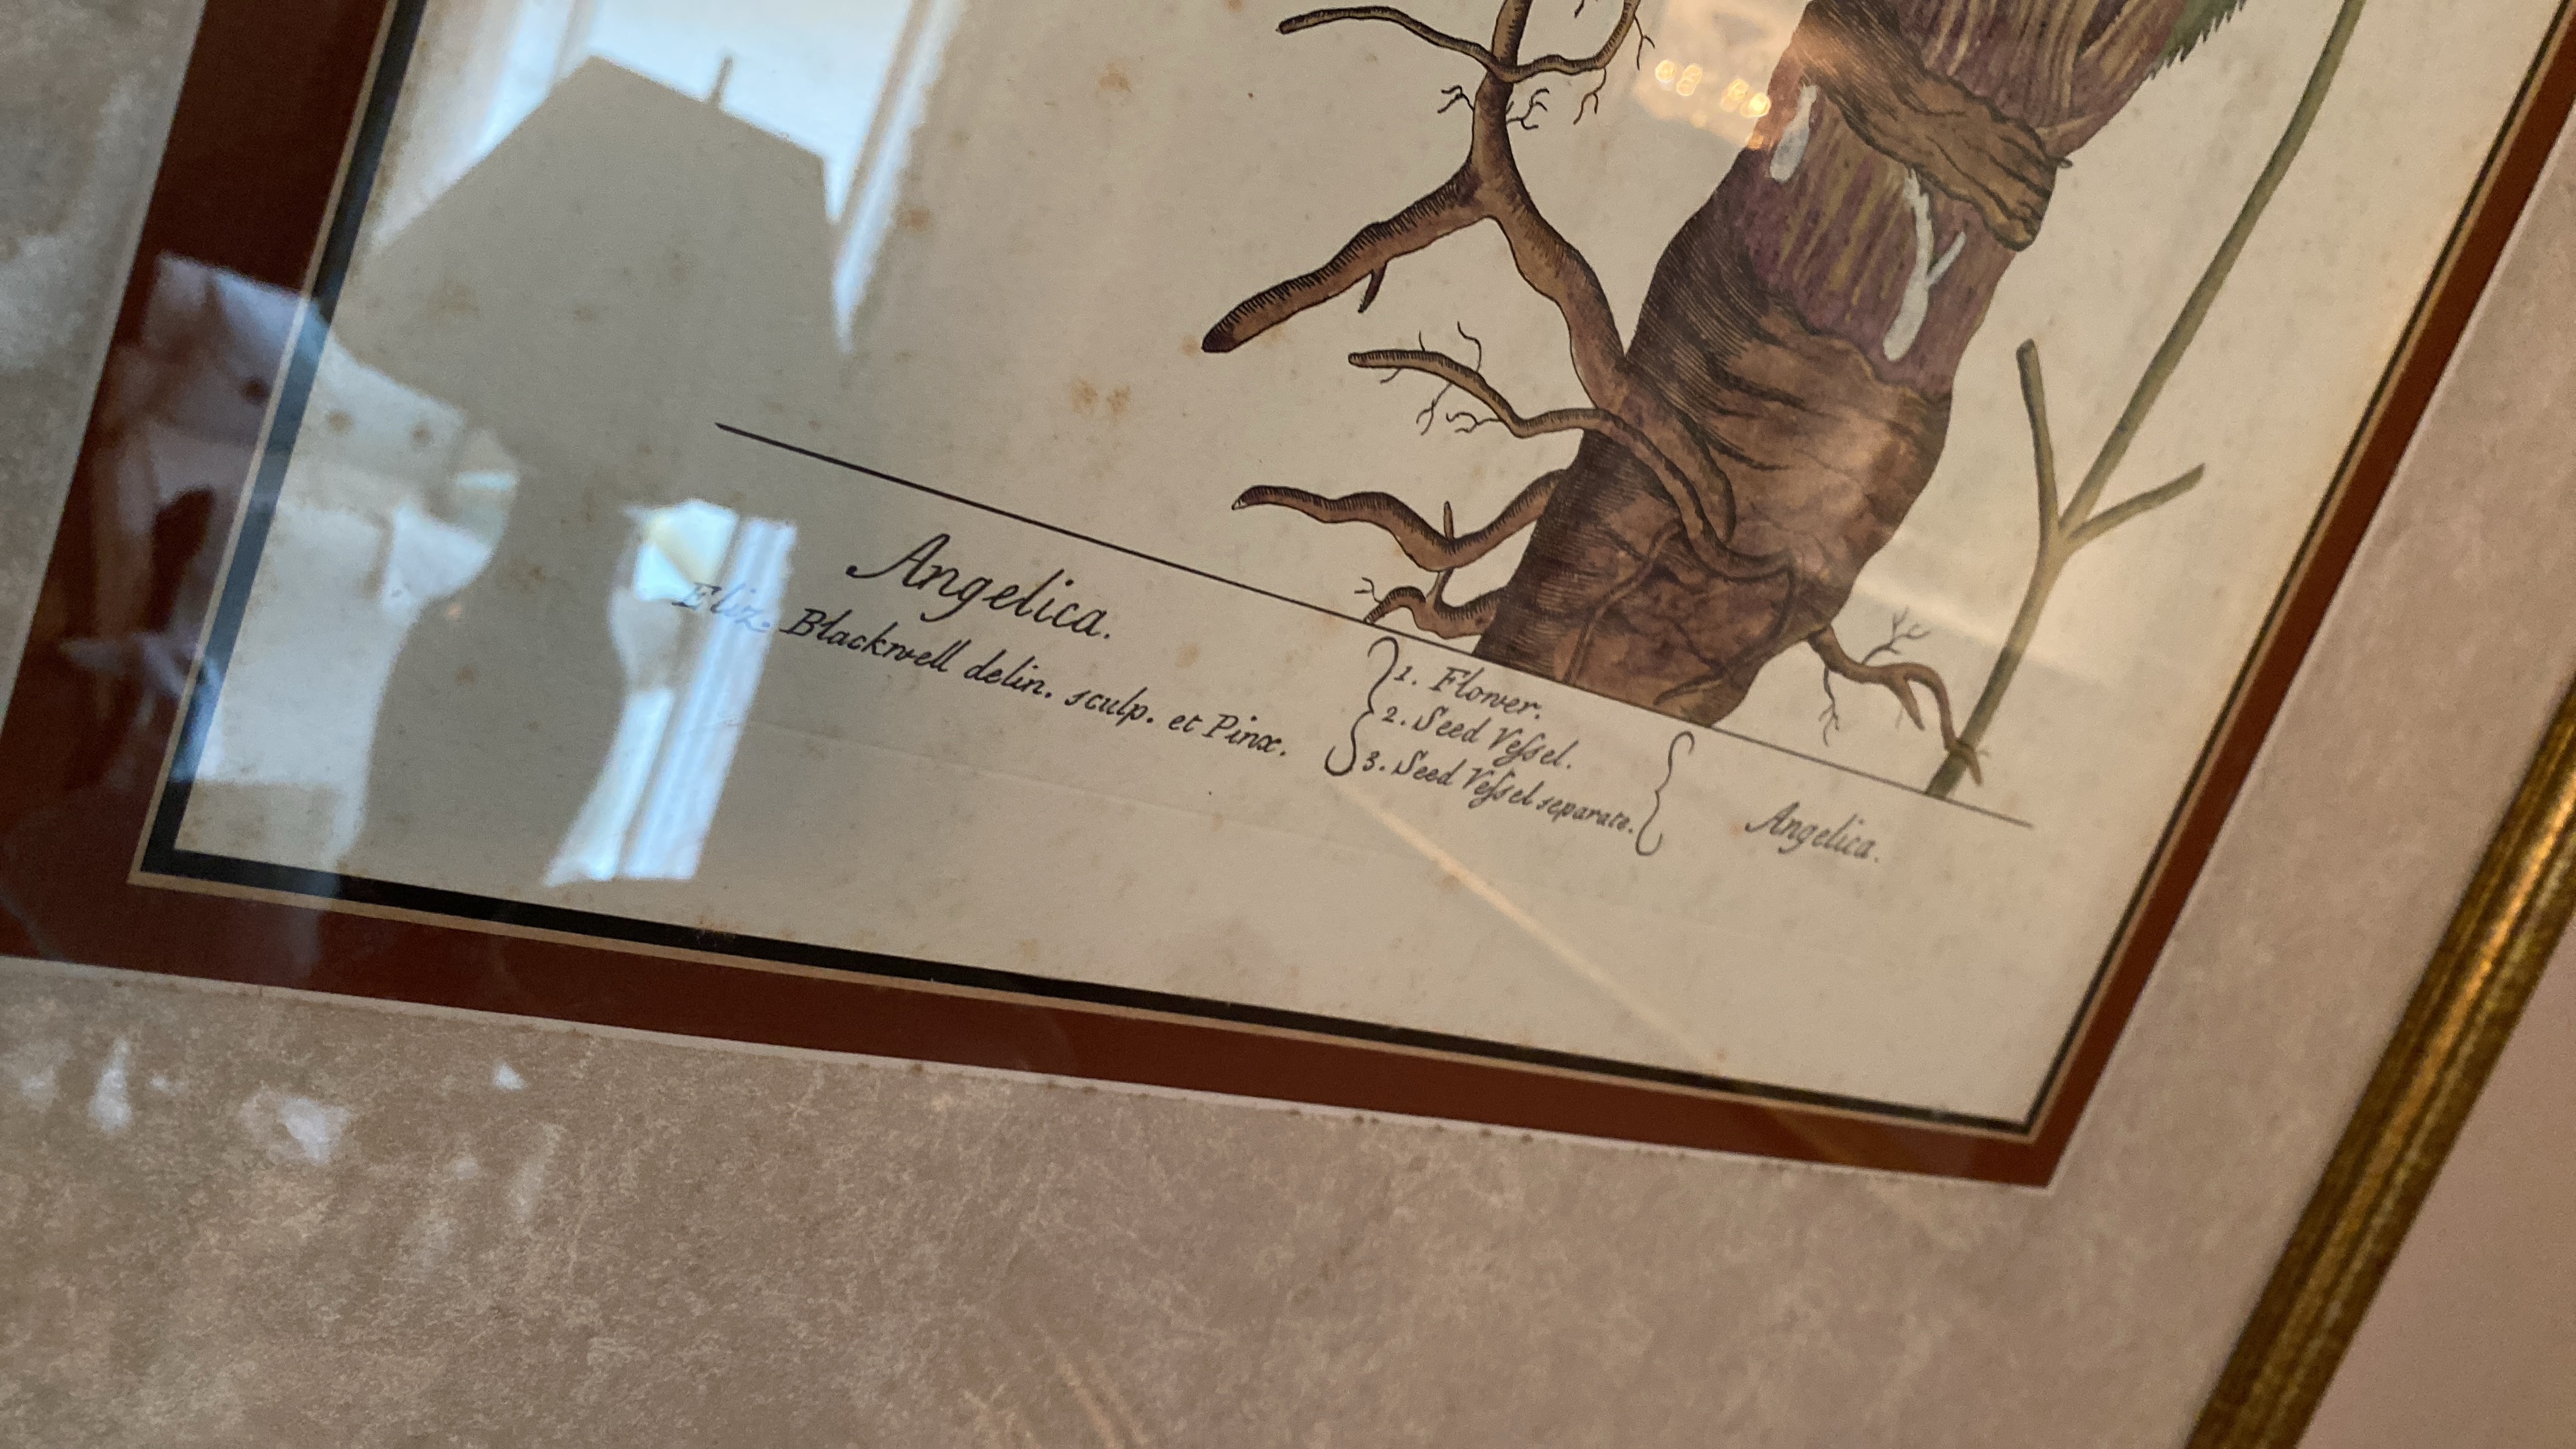 Angelica.
Eliz. Blackwell delin. sculp. et Pinx.
1. Flower.
2. Seed Veſsel.
3. Seed Veſsel separate.
Angelica.